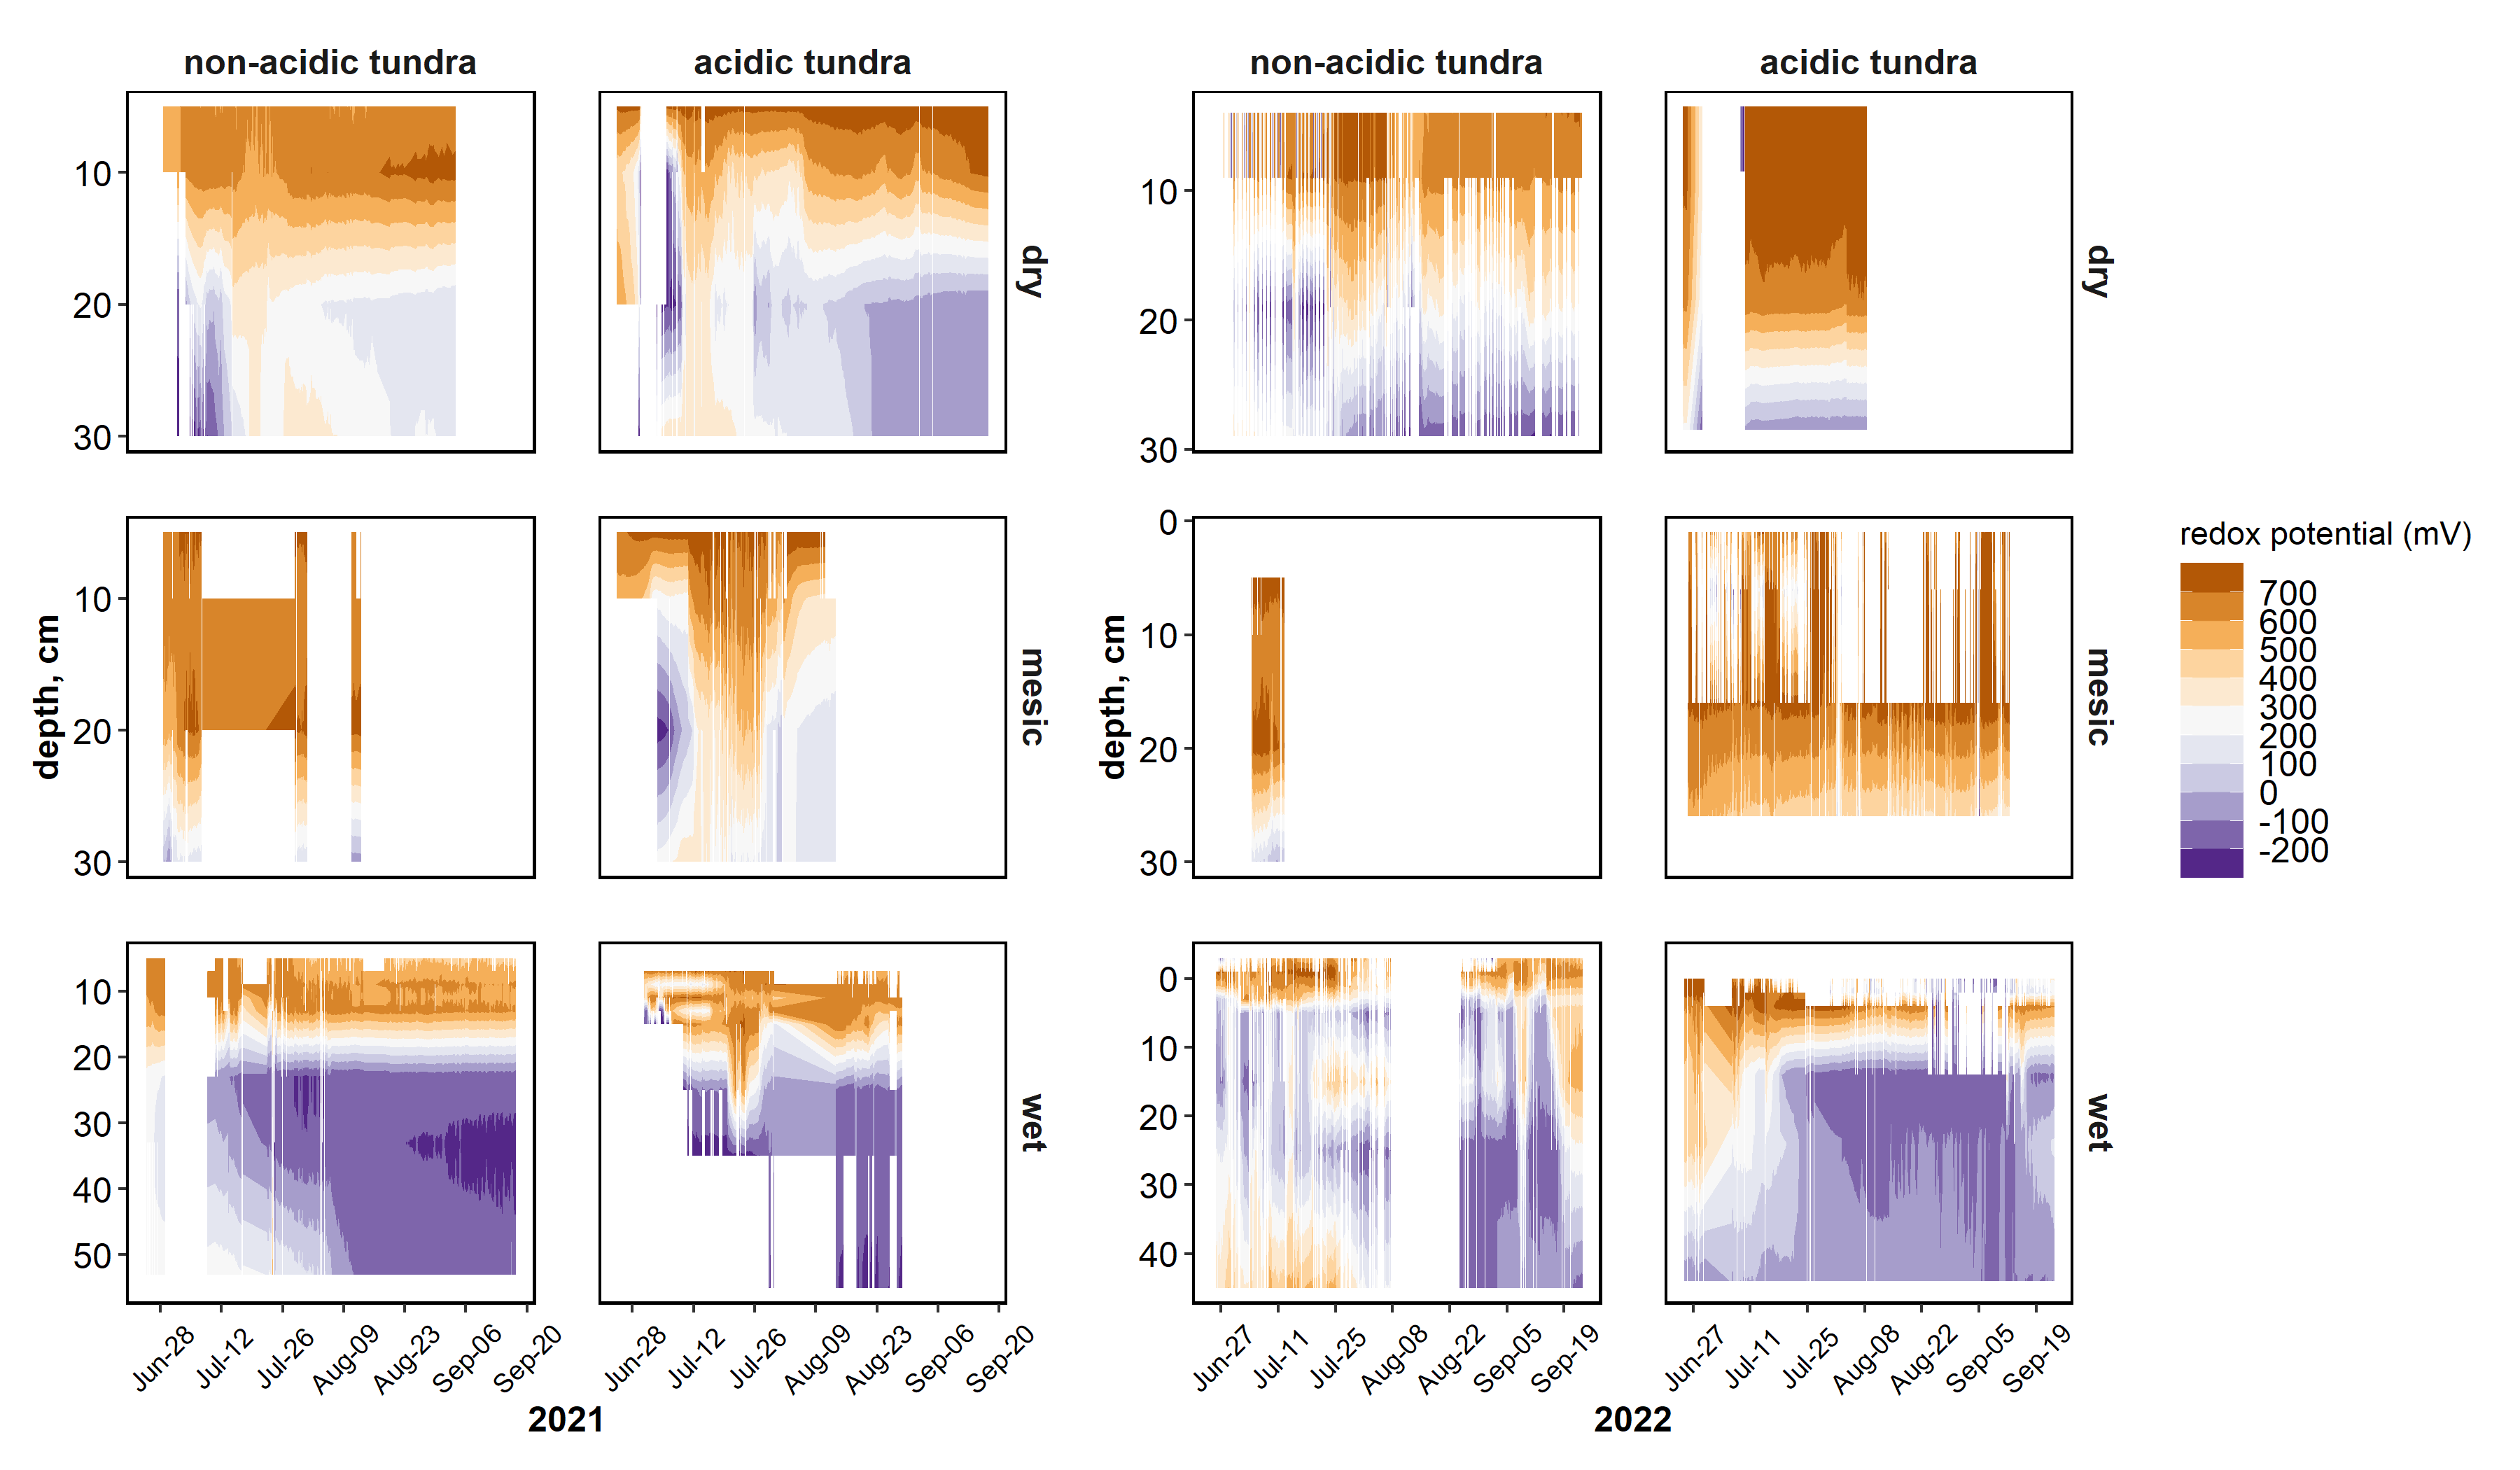 non-acidic tundra
acidic tundra
non-acidic tundra
acidic tundra
10
20
30
dry
10
20
30
dry
depth, cm
10
20
30
mesic
depth, cm
0
10
20
30
mesic
redox potential (mV)
700
600
500
400
300
200
100
0
-100
-200
10
20
30
40
50
wet
0
10
20
30
40
wet
Jun-28
Jul-12
Jul-26
Aug-09
Aug-23
Sep-06
Sep-20
Jun-28
Jul-12
Jul-26
Aug-09
Aug-23
Sep-06
Sep-20
Jun-27
Jul-11
Jul-25
Aug-08
Aug-22
Sep-05
Sep-19
Jun-27
Jul-11
Jul-25
Aug-08
Aug-22
Sep-05
Sep-19
2021
2022